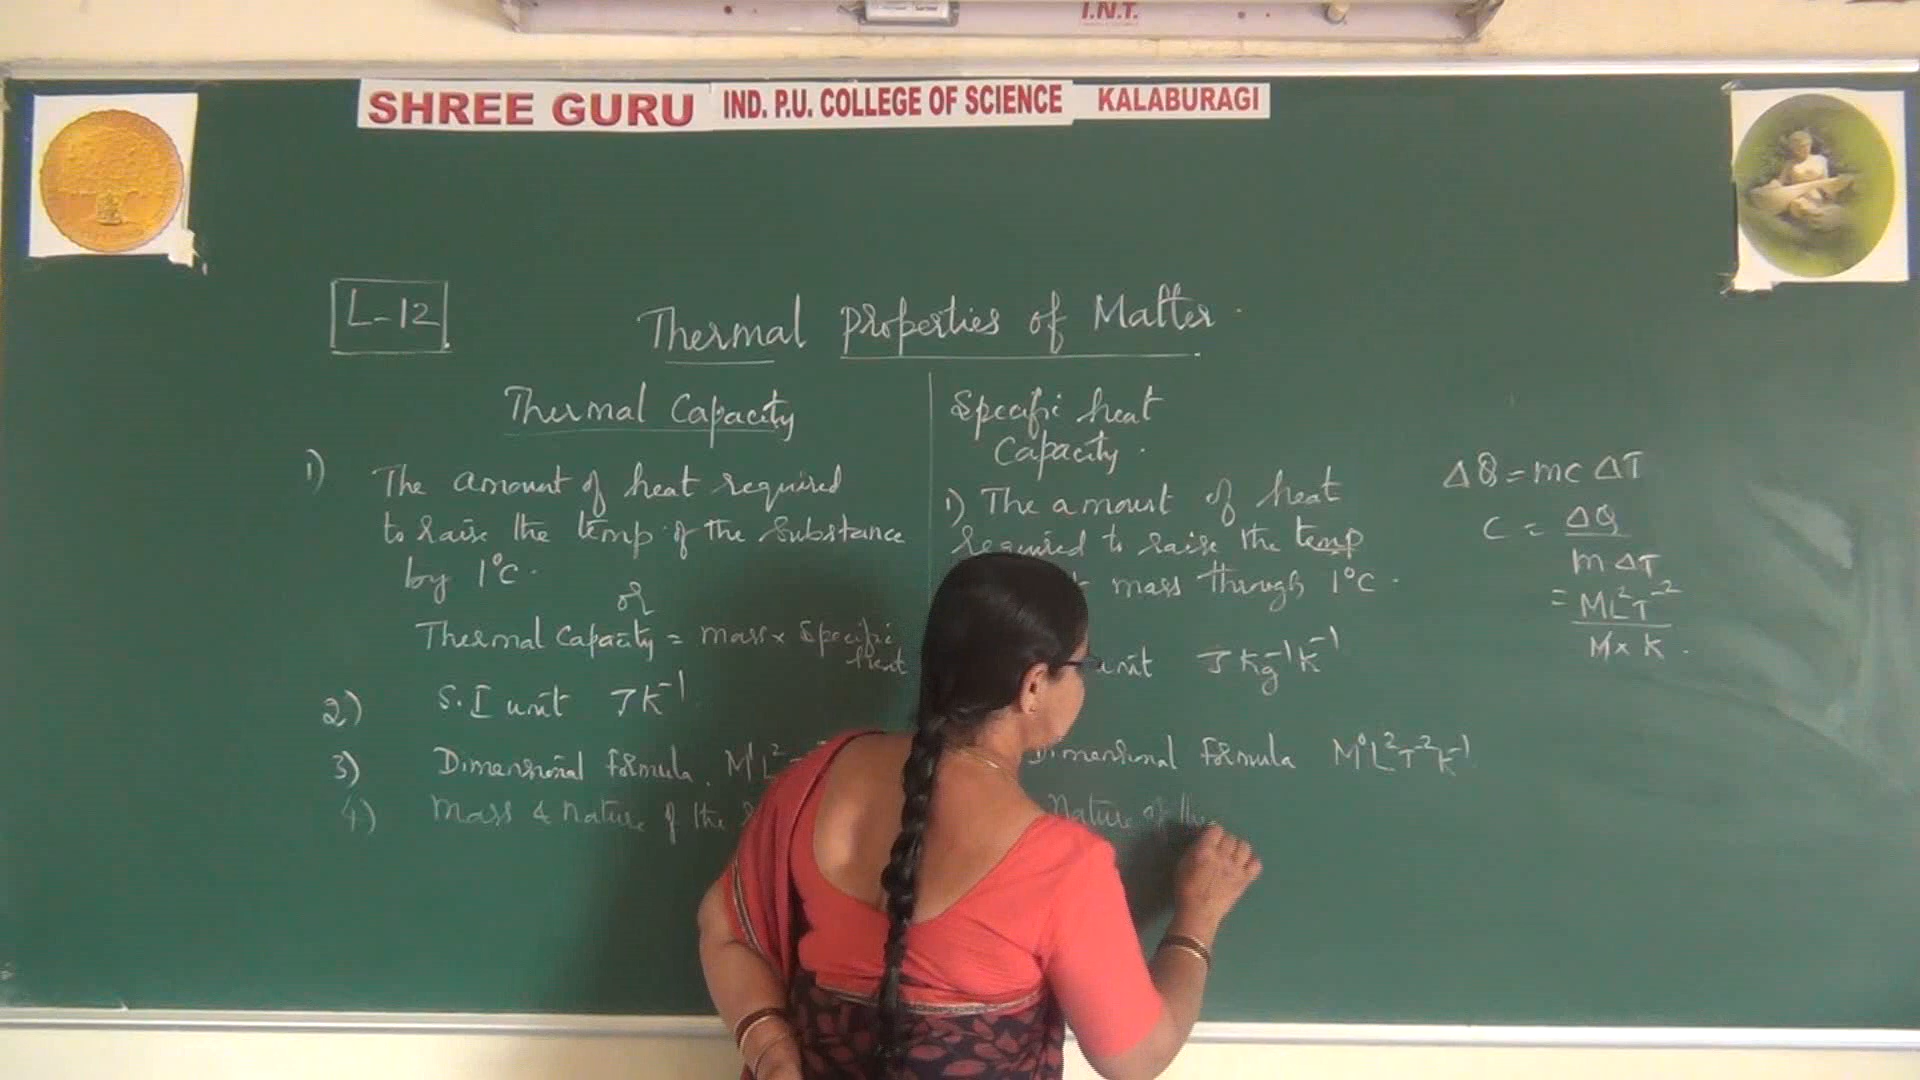 I.N.T.
SHREE GURU IND. P.U. COLLEGE OF SCIENCE KALABURAGI
L-12
Thermal Properties of Matter.
Thermal Capacity
1) The amount of heat required
to raise the temp. of the substance
by 1°C.
or
Thermal Capacity = mass x Specific
heat
2) S.I unit JK⁻¹
3) Dimensional formula. M¹L²
4) Mass & nature of the
Specific heat
Capacity.
1) The amount of heat
required to raise the temp
mass through 1°C.
unit J Kg⁻¹K⁻¹
Dimensional formula M⁰L²T⁻²K⁻¹
Nature of the
ΔQ = mc ΔT
C = ΔQ
m ΔT
= ML²T⁻²
M x K.